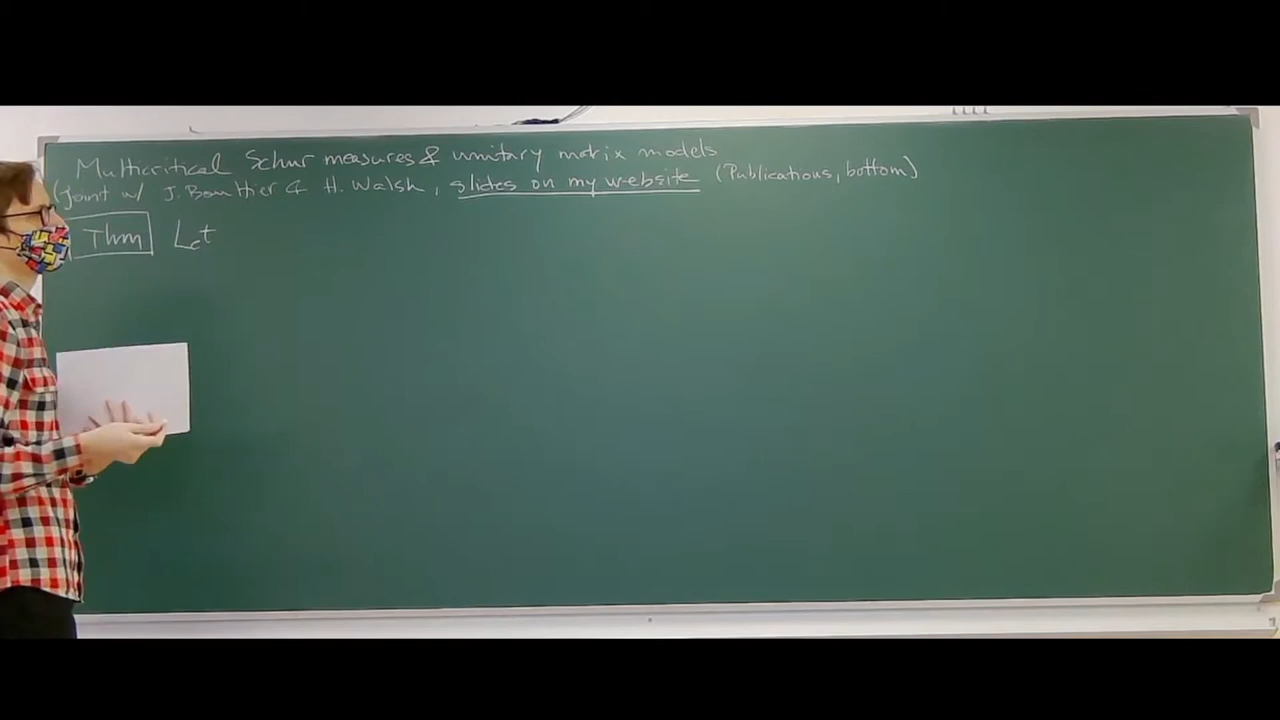 Multicritical Schur measures & unitary matrix models
(Joint w/ J. Bouttier & H. Walsh, slides on my website (Publications, bottom)
Thm Let